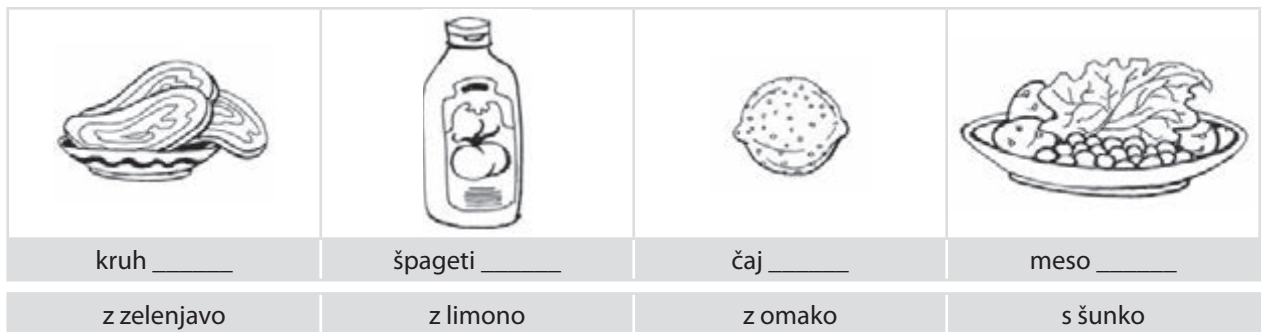 kruh ______ špageti ______ čaj ______ meso ______
z zelenjavo z limono z omako s šunko